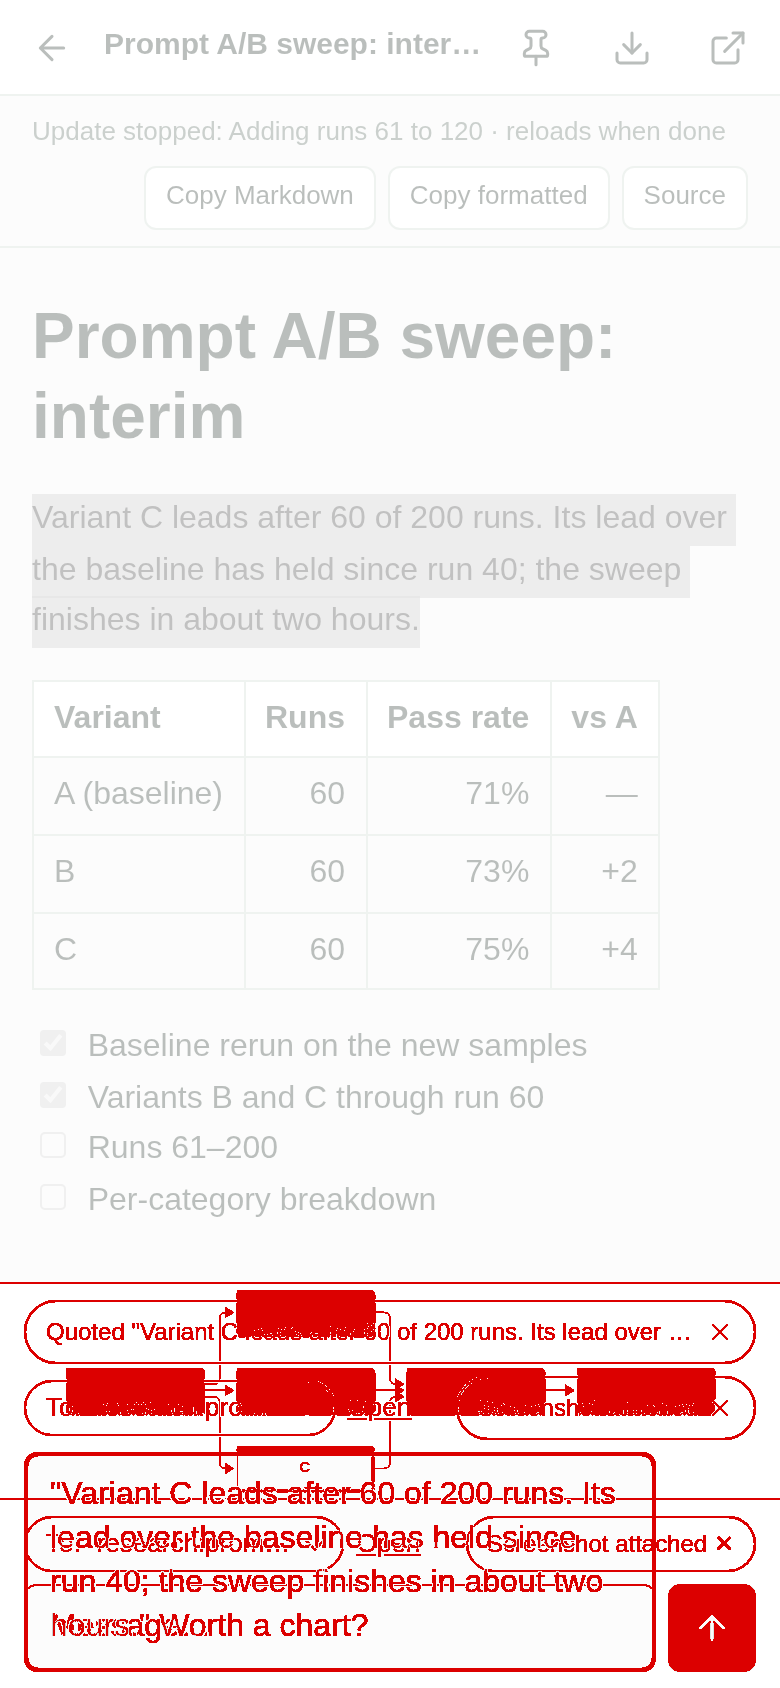 Prompt A/B sweep: inter…
Update stopped: Adding runs 61 to 120 · reloads when done
Copy Markdown Copy formatted Source
Prompt A/B sweep:
interim
Variant C leads after 60 of 200 runs. Its lead over
the baseline has held since run 40; the sweep
finishes in about two hours.
Variant Runs Pass rate vs A
A (baseline) 60 71% —
B 60 73% +2
C 60 75% +4
Baseline rerun on the new samples
Variants B and C through run 60
Runs 61–200
Per-category breakdown
Quoted "Variant C leads after 60 of 200 runs. Its lead over …
Open
C
"Variant C leads after 60 of 200 runs. Its
lead over the baseline has held since
Open Screenshot attached
run 40; the sweep finishes in about two
hours." Worth a chart?